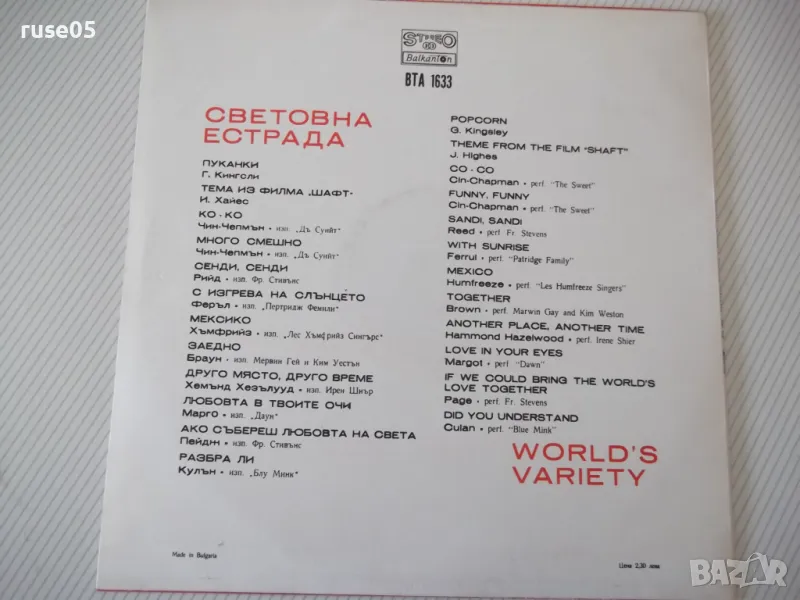 ruse05
STEREO
Balkanton
ВТА 1633
СВЕТОВНА
ЕСТРАДА
ПУКАНКИ
Г. Кингсли
ТЕМА ИЗ ФИЛМА „ШАФТ"
И. Хайес
КО - КО
Чин-Чепмън • изп. „Дъ Суийт"
МНОГО СМЕШНО
Чин-Чепмън • изп. „Дъ Суийт"
СЕНДИ, СЕНДИ
Рийд • изп. Фр. Стивънс
С ИЗГРЕВА НА СЛЪНЦЕТО
Феръл • изп. „Пертридж Фемили"
МЕКСИКО
Хъмфрийз • изп. „Лес Хъмфрийз Сингърс"
ЗАЕДНО
Браун • изп. Мервин Гей и Ким Уестън
ДРУГО МЯСТО, ДРУГО ВРЕМЕ
Хемънд Хезълууд • изп. Ирен Шиър
ЛЮБОВТА В ТВОИТЕ ОЧИ
Марго • изп. „Даун"
АКО СЪБЕРЕШ ЛЮБОВТА НА СВЕТА
Пейдж • изп. Фр. Стивънс
РАЗБРА ЛИ
Кулън • изп. „Блу Минк"
POPCORN
G. Kingsley
THEME FROM THE FILM "SHAFT"
J. Highes
CO - CO
Cin-Chapman • perf. "The Sweet"
FUNNY, FUNNY
Cin-Chapman • perf. "The Sweet"
SANDI, SANDI
Reed • perf. Fr. Stevens
WITH SUNRISE
Ferrul • perf. "Patridge Family"
MEXICO
Humfreeze • perf. "Les Humfreeze Singers"
TOGETHER
Brown • perf. Marwin Gay and Kim Weston
ANOTHER PLACE, ANOTHER TIME
Hammond Hazelwood • perf. Irene Shier
LOVE IN YOUR EYES
Margot • perf. "Dawn"
IF WE COULD BRING THE WORLD'S
LOVE TOGETHER
Page • perf. Fr. Stevens
DID YOU UNDERSTAND
Culan • perf. "Blue Mink"
WORLD'S
VARIETY
Made in Bulgaria
Цена 2,30 лева
BAZAR
bazar.bg